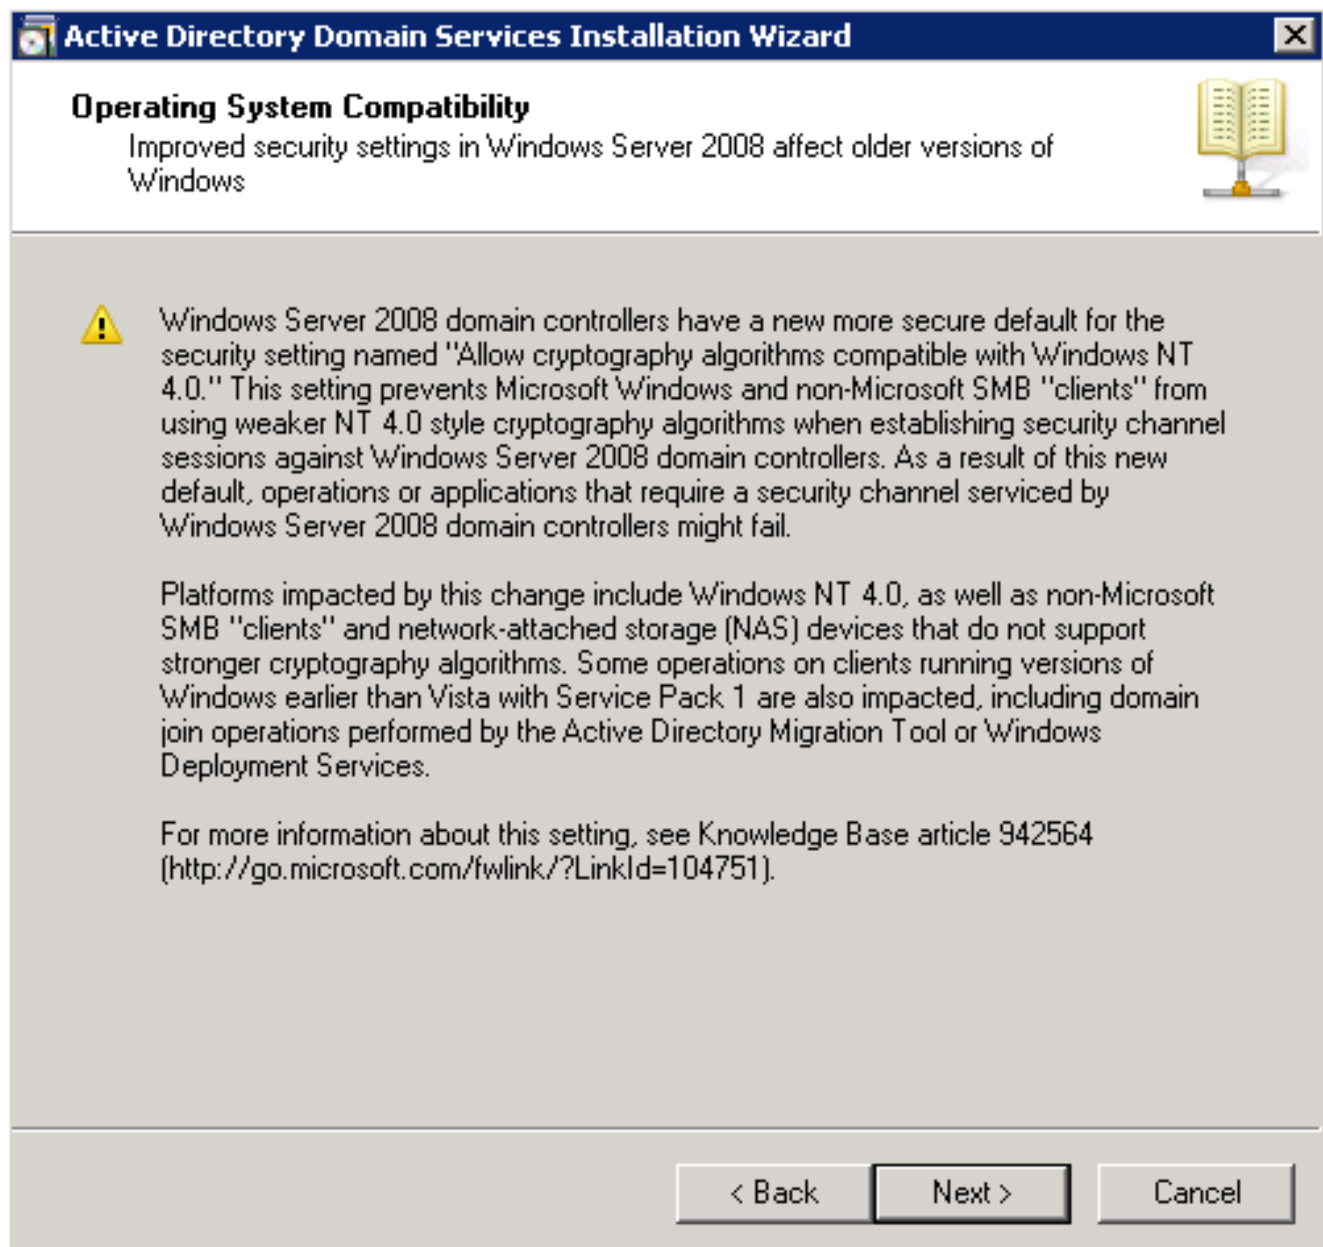 Active Directory Domain Services Installation Wizard
Operating System Compatibility
Improved security settings in Windows Server 2008 affect older versions of
Windows
Windows Server 2008 domain controllers have a new more secure default for the
security setting named "Allow cryptography algorithms compatible with Windows NT
4.0." This setting prevents Microsoft Windows and non-Microsoft SMB "clients" from
using weaker NT 4.0 style cryptography algorithms when establishing security channel
sessions against Windows Server 2008 domain controllers. As a result of this new
default, operations or applications that require a security channel serviced by
Windows Server 2008 domain controllers might fail.
Platforms impacted by this change include Windows NT 4.0, as well as non-Microsoft
SMB "clients" and network-attached storage (NAS) devices that do not support
stronger cryptography algorithms. Some operations on clients running versions of
Windows earlier than Vista with Service Pack 1 are also impacted, including domain
join operations performed by the Active Directory Migration Tool or Windows
Deployment Services.
For more information about this setting, see Knowledge Base article 942564
(http://go.microsoft.com/fwlink/?LinkId=104751).
< Back
Next >
Cancel